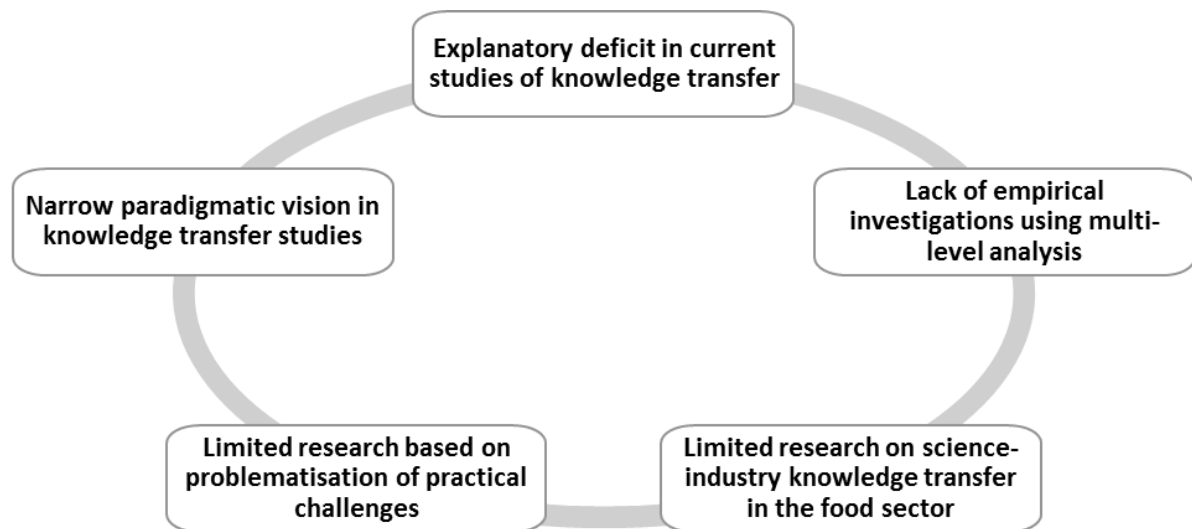 Explanatory deficit in current
studies of knowledge transfer
Narrow paradigmatic vision in
knowledge transfer studies
Lack of empirical
investigations using multi-
level analysis
Limited research based on
problematisation of practical
challenges
Limited research on science-
industry knowledge transfer
in the food sector